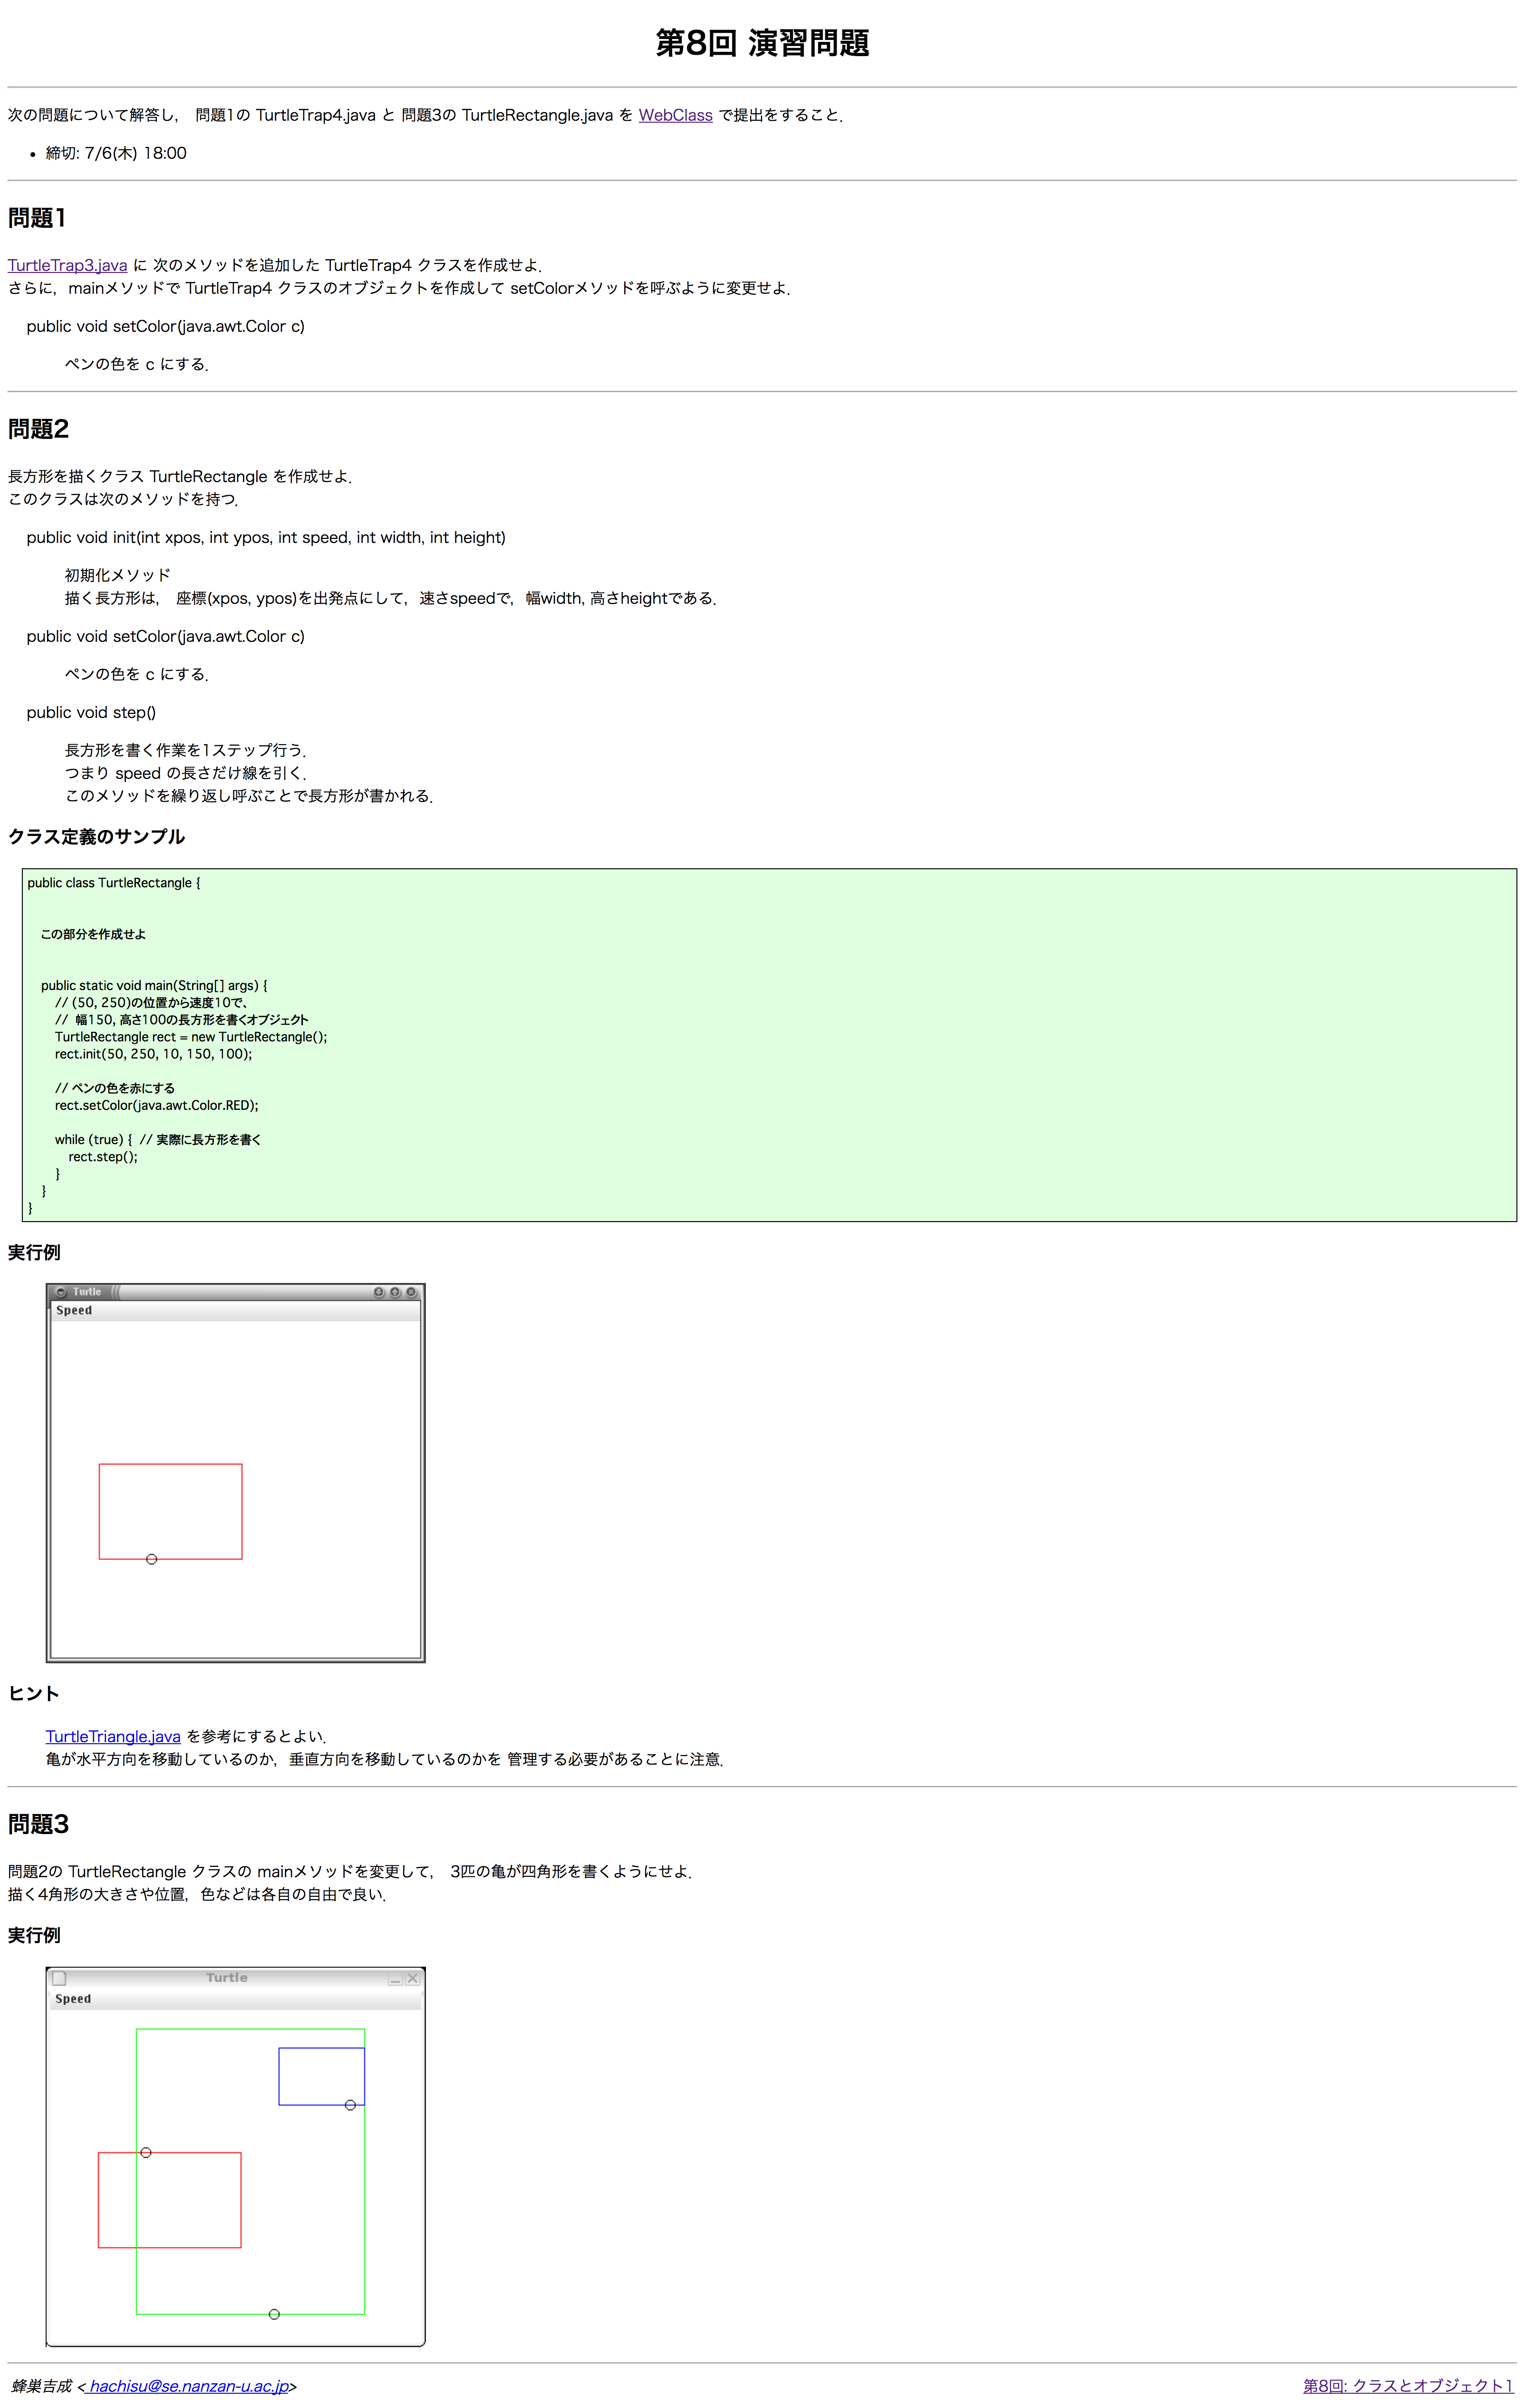 第8回 演習問題
次の問題について解答し， 問題1の TurtleTrap4.java と 問題3の TurtleRectangle.java を WebClass で提出をすること．
• 締切: 7/6(木) 18:00
問題1
TurtleTrap3.java に 次のメソッドを追加した TurtleTrap4 クラスを作成せよ．
さらに，mainメソッドで TurtleTrap4 クラスのオブジェクトを作成して setColorメソッドを呼ぶように変更せよ．
public void setColor(java.awt.Color c)
ペンの色を c にする．
問題2
長方形を描くクラス TurtleRectangle を作成せよ．
このクラスは次のメソッドを持つ．
public void init(int xpos, int ypos, int speed, int width, int height)
初期化メソッド
描く長方形は， 座標(xpos, ypos)を出発点にして，速さspeedで，幅width, 高さheightである．
public void setColor(java.awt.Color c)
ペンの色を c にする．
public void step()
長方形を書く作業を1ステップ行う．
つまり speed の長さだけ線を引く．
このメソッドを繰り返し呼ぶことで長方形が書かれる．
クラス定義のサンプル
public class TurtleRectangle {
この部分を作成せよ
public static void main(String[] args) {
// (50, 250)の位置から速度10で、
// 幅150, 高さ100の長方形を書くオブジェクト
TurtleRectangle rect = new TurtleRectangle();
rect.init(50, 250, 10, 150, 100);
// ペンの色を赤にする
rect.setColor(java.awt.Color.RED);
while (true) { // 実際に長方形を書く
rect.step();
}
}
}
実行例
Turtle
Speed
ヒント
TurtleTriangle.java を参考にするとよい．
亀が水平方向を移動しているのか，垂直方向を移動しているのかを 管理する必要があることに注意．
問題3
問題2の TurtleRectangle クラスの mainメソッドを変更して， 3匹の亀が四角形を書くようにせよ．
描く4角形の大きさや位置，色などは各自の自由で良い．
実行例
Turtle
Speed
蜂巣吉成 < hachisu@se.nanzan-u.ac.jp>
第8回: クラスとオブジェクト1